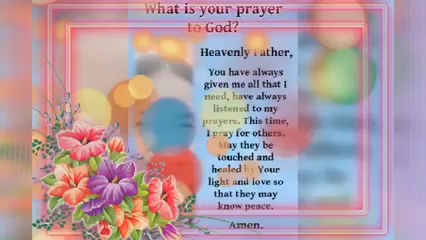 What is your prayer
to God?
Heavenly Father,
You have always
given me all that I
need, have always
listened to my
prayers. This time,
I pray for others.
May they be
touched and
healed by Your
light and love so
that they may
know peace.
Amen.